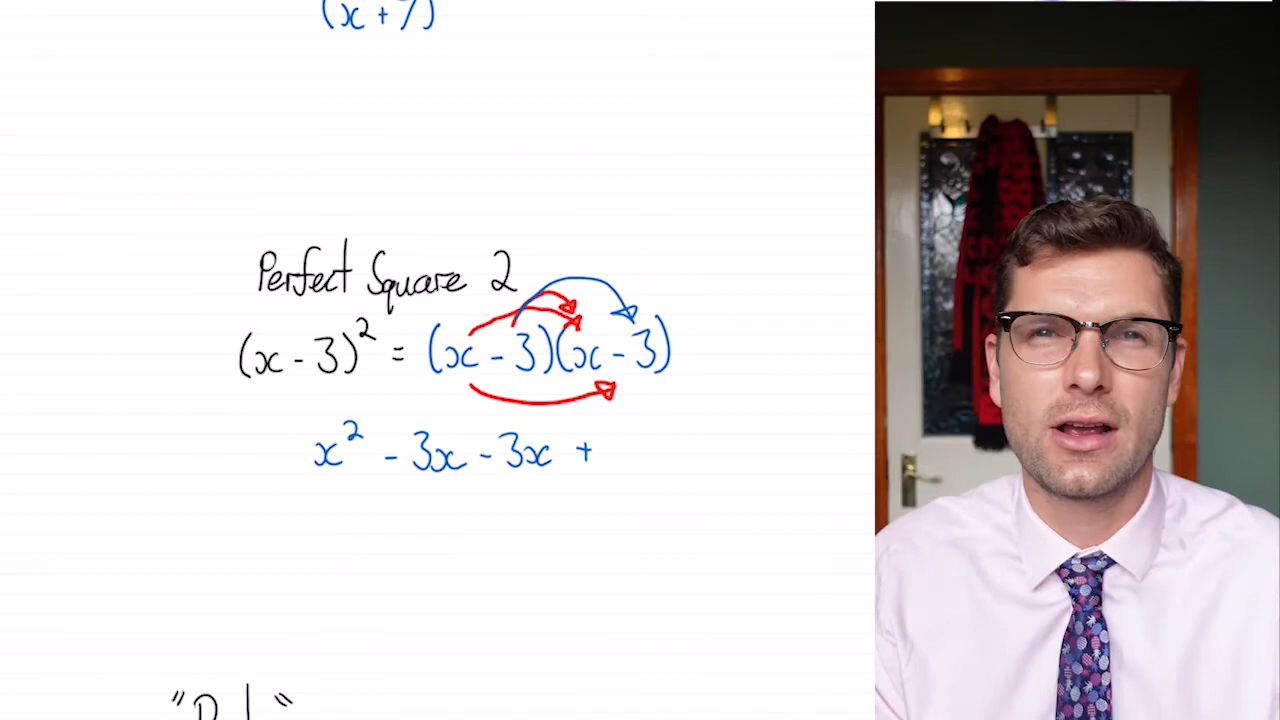 (x + 7)
Perfect Square 2
(x - 3)² = (x - 3)(x - 3)
x² - 3x - 3x +